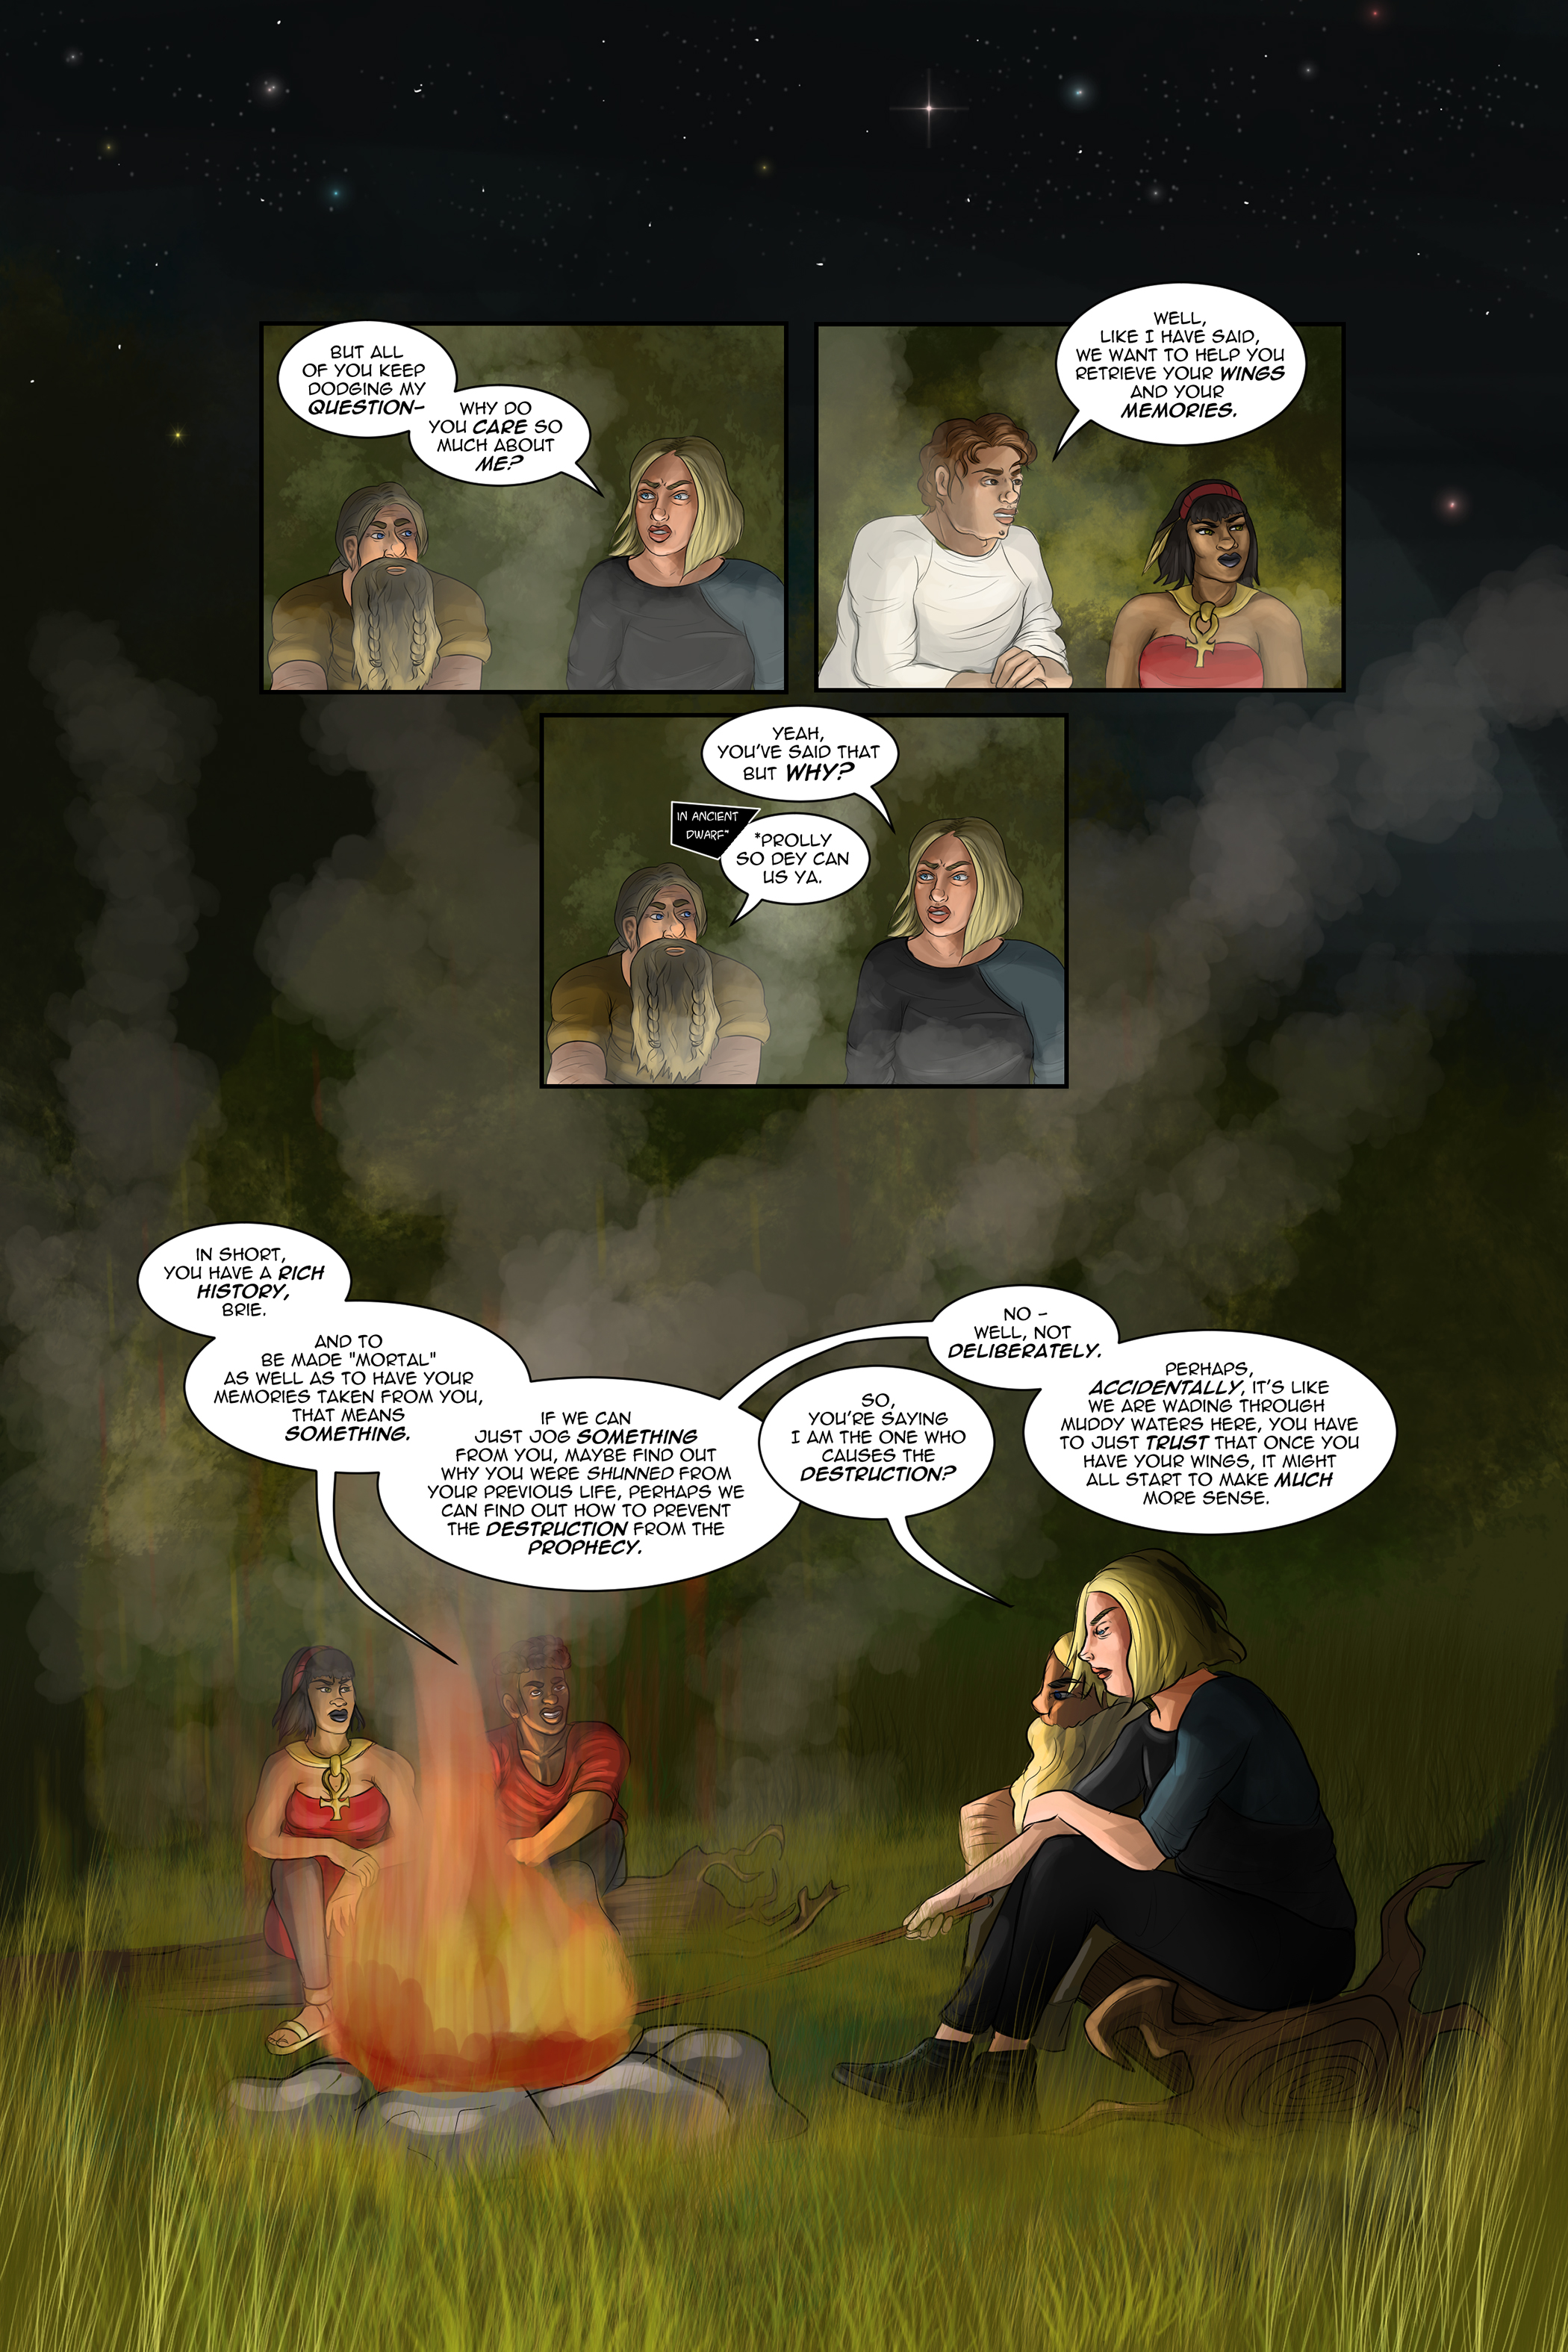 BUT ALL
OF YOU KEEP
DODGING MY
QUESTION-
WHY DO
YOU CARE SO
MUCH ABOUT
ME?
WELL,
LIKE I HAVE SAID,
WE WANT TO HELP YOU
RETRIEVE YOUR WINGS
AND YOUR
MEMORIES.
YEAH,
YOU'VE SAID THAT
BUT WHY?
IN ANCIENT
DWARF*
*PROLLY
SO DEY CAN
US YA.
IN SHORT,
YOU HAVE A RICH
HISTORY,
BRIE.
AND TO
BE MADE "MORTAL"
AS WELL AS TO HAVE YOUR
MEMORIES TAKEN FROM YOU,
THAT MEANS
SOMETHING.
IF WE CAN
JUST JOG SOMETHING
FROM YOU, MAYBE FIND OUT
WHY YOU WERE SHUNNED FROM
YOUR PREVIOUS LIFE, PERHAPS WE
CAN FIND OUT HOW TO PREVENT
THE DESTRUCTION FROM THE
PROPHECY.
SO,
YOU'RE SAYING
I AM THE ONE WHO
CAUSES THE
DESTRUCTION?
NO -
WELL, NOT
DELIBERATELY.
PERHAPS,
ACCIDENTALLY, IT'S LIKE
WE ARE WADING THROUGH
MUDDY WATERS HERE, YOU HAVE
TO JUST TRUST THAT ONCE YOU
HAVE YOUR WINGS, IT MIGHT
ALL START TO MAKE MUCH
MORE SENSE.